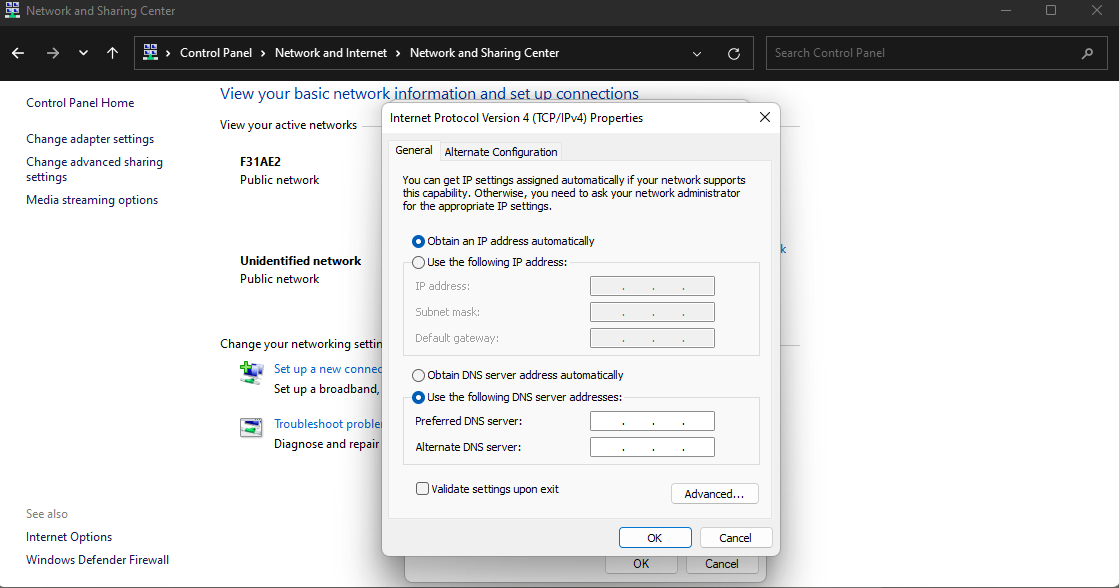 Network and Sharing Center
Control Panel > Network and Internet > Network and Sharing Center
Search Control Panel
Control Panel Home
Change adapter settings
Change advanced sharing
settings
Media streaming options
See also
Internet Options
Windows Defender Firewall
View your basic network information and set up connections
View your active networks
F31AE2
Public network
Unidentified network
Public network
Change your networking settin
Set up a new connec
Set up a broadband,
Troubleshoot probler
Diagnose and repair
k
Internet Protocol Version 4 (TCP/IPv4) Properties
General
Alternate Configuration
You can get IP settings assigned automatically if your network supports
this capability. Otherwise, you need to ask your network administrator
for the appropriate IP settings.
Obtain an IP address automatically
Use the following IP address:
IP address:
Subnet mask:
Default gateway:
Obtain DNS server address automatically
Use the following DNS server addresses:
Preferred DNS server:
Alternate DNS server:
Validate settings upon exit
Advanced...
OK
Cancel
OK
Cancel